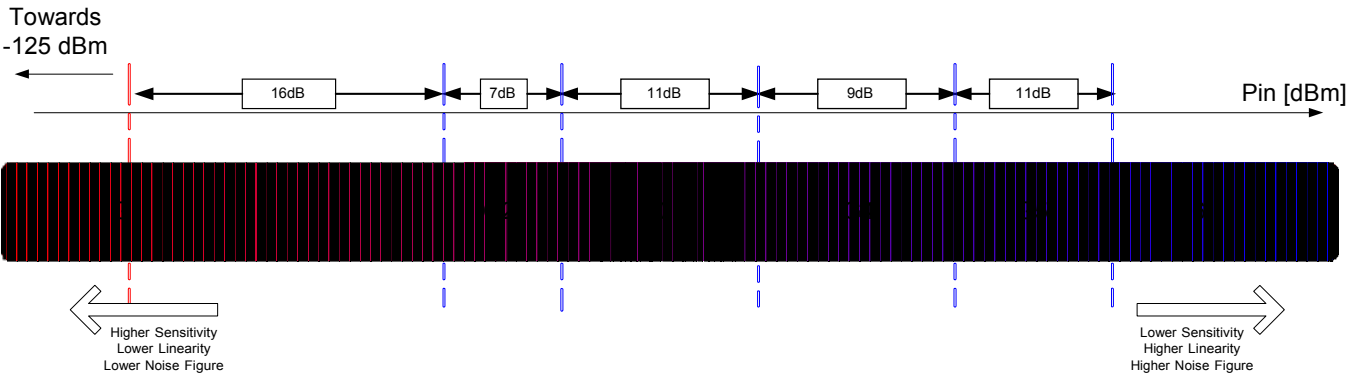 Towards
-125 dBm
16dB
7dB
11dB
9dB
11dB
Pin [dBm]
Higher Sensitivity
Lower Linearity
Lower Noise Figure
Lower Sensitivity
Higher Linearity
Higher Noise Figure